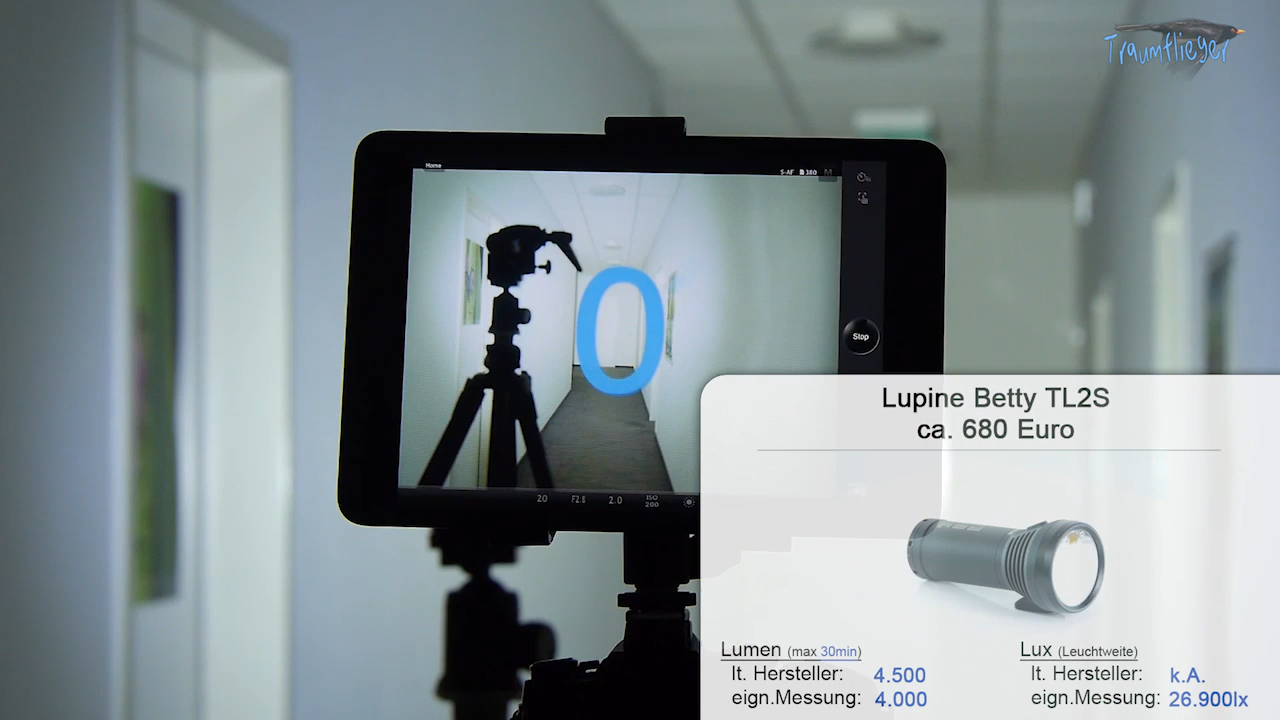 Traumflieger
Home
S-AF 380 M
0
Stop
20 F2.8 2.0 ISO 200
Lupine Betty TL2S
ca. 680 Euro
Lumen (max 30min)
lt. Hersteller: 4.500
eign.Messung: 4.000
Lux (Leuchtweite)
lt. Hersteller: k.A.
eign.Messung: 26.900lx